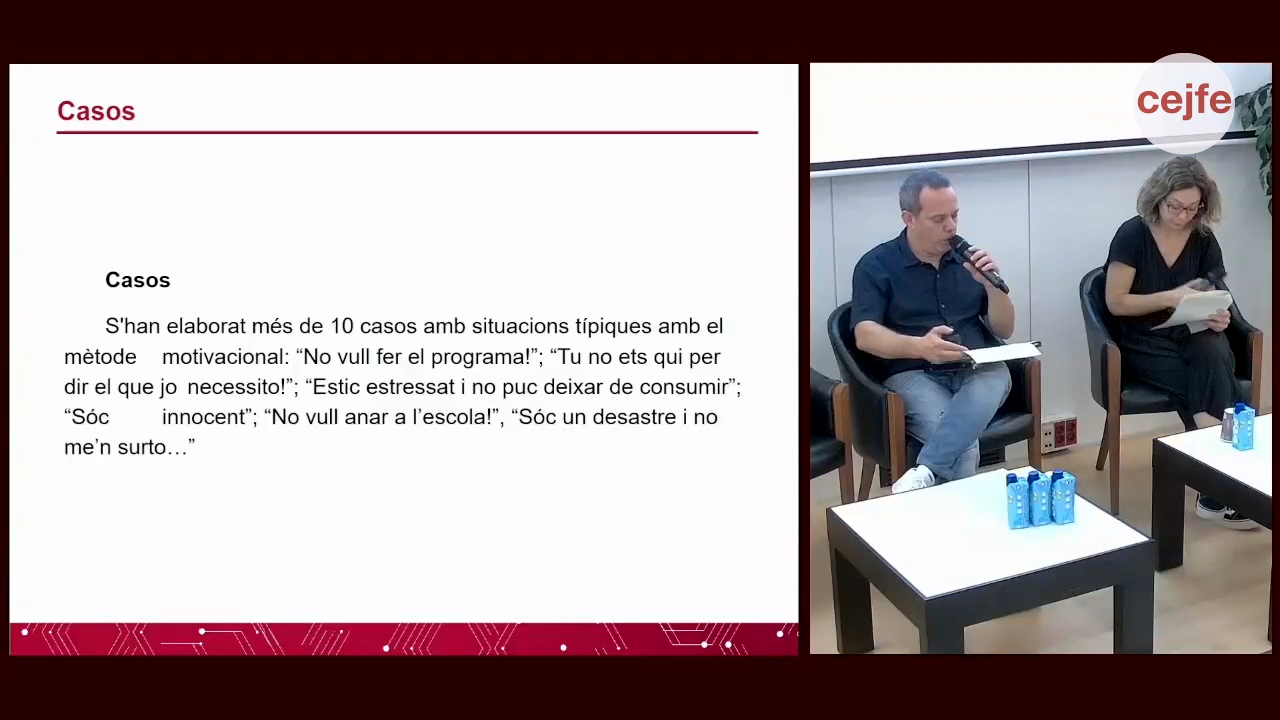 Casos
Casos
S'han elaborat més de 10 casos amb situacions típiques amb el
mètode motivacional: “No vull fer el programa!”; “Tu no ets qui per
dir el que jo necessito!”; “Estic estressat i no puc deixar de consumir”;
“Sóc innocent”; “No vull anar a l’escola!”, “Sóc un desastre i no
me’n surto…”
cejfe